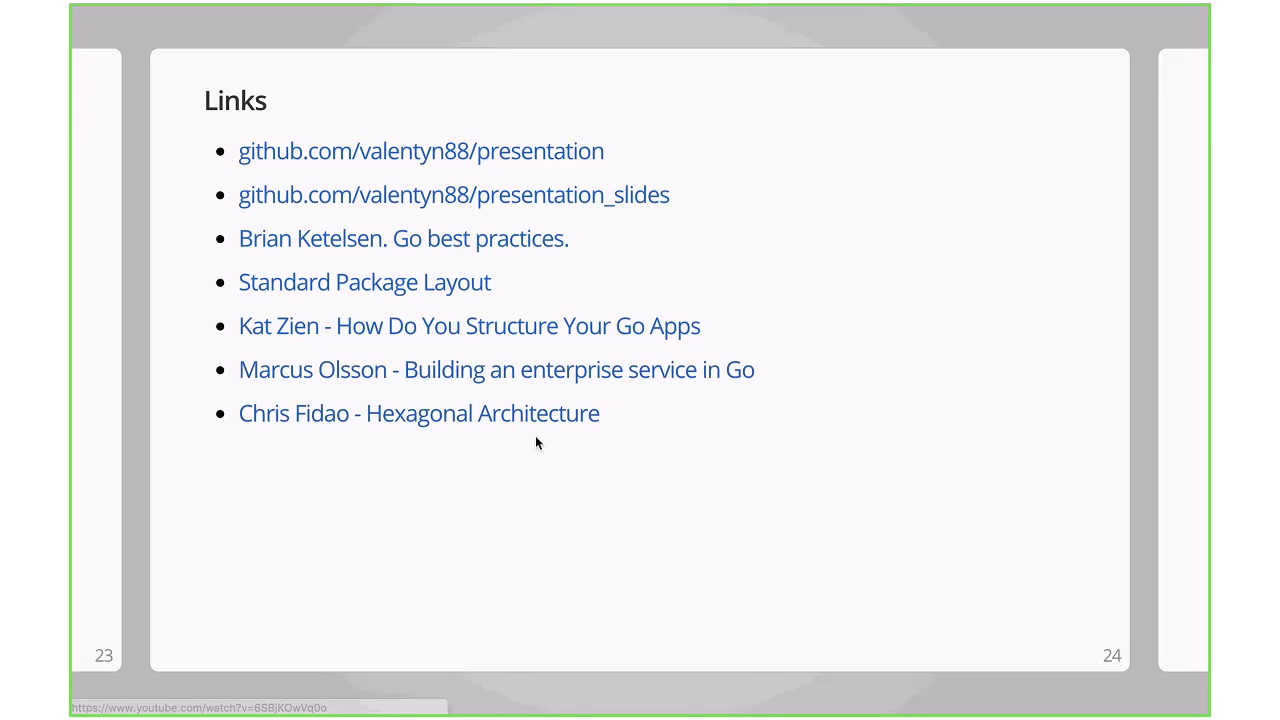 Links
github.com/valentyn88/presentation
github.com/valentyn88/presentation_slides
Brian Ketelsen. Go best practices.
Standard Package Layout
Kat Zien - How Do You Structure Your Go Apps
Marcus Olsson - Building an enterprise service in Go
Chris Fidao - Hexagonal Architecture
23
24
https://www.youtube.com/watch?v=6SBjKOwVq0o